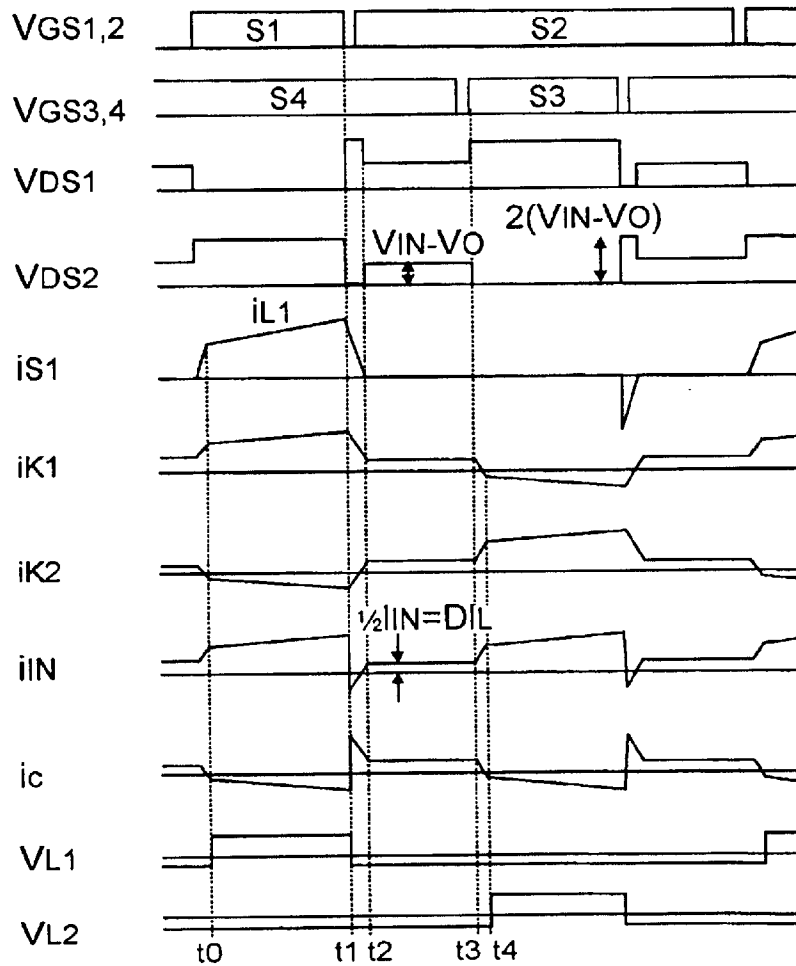 VGS1,2 S1 S2
VGS3,4 S4 S3
VDS1
VDS2 VIN-VO 2(VIN-VO)
iL1
iS1
iK1
iK2
½IIN=DIL
iIN
ic
VL1
VL2
t0 t1 t2 t3 t4